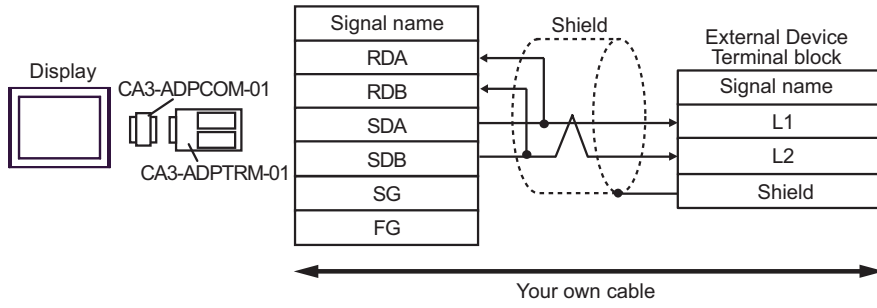 Display
CA3-ADPCOM-01
CA3-ADPTRM-01
Signal name
RDA
RDB
SDA
SDB
SG
FG
Shield
External Device
Terminal block
Signal name
L1
L2
Shield
Your own cable